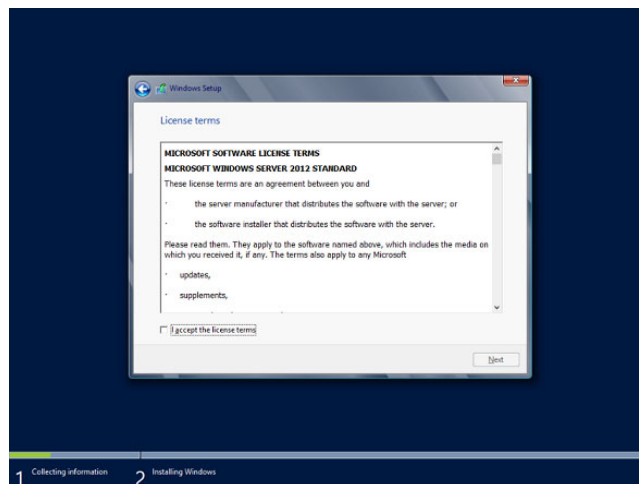 Windows Setup
License terms
MICROSOFT SOFTWARE LICENSE TERMS
MICROSOFT WINDOWS SERVER 2012 STANDARD
These license terms are an agreement between you and
· the server manufacturer that distributes the software with the server; or
· the software installer that distributes the software with the server.
Please read them. They apply to the software named above, which includes the media on
which you received it, if any. The terms also apply to any Microsoft
· updates,
· supplements,
I accept the license terms
Next
1 Collecting information
2 Installing Windows